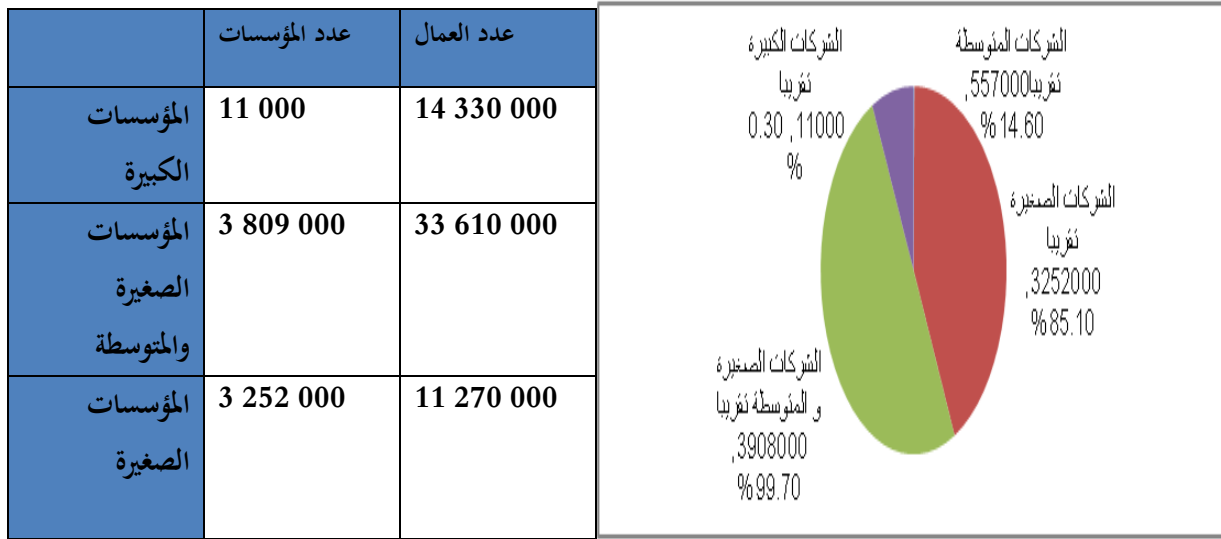 عدد المؤسسات عدد العمال
المؤسسات 11 000 14 330 000
الكبيرة
المؤسسات 3 809 000 33 610 000
الصغيرة
والمتوسطة
المؤسسات 3 252 000 11 270 000
الصغيرة
الشركات المتوسطة
تقريبا557000,
%14.60
الشركات الكبيرة
تقريبا
11000, 0.30
%
الشركات الصغيرة
تقريبا
3252000,
%85.10
الشركات الصغيرة
و المتوسطة تقريبا
3908000,
%99.70